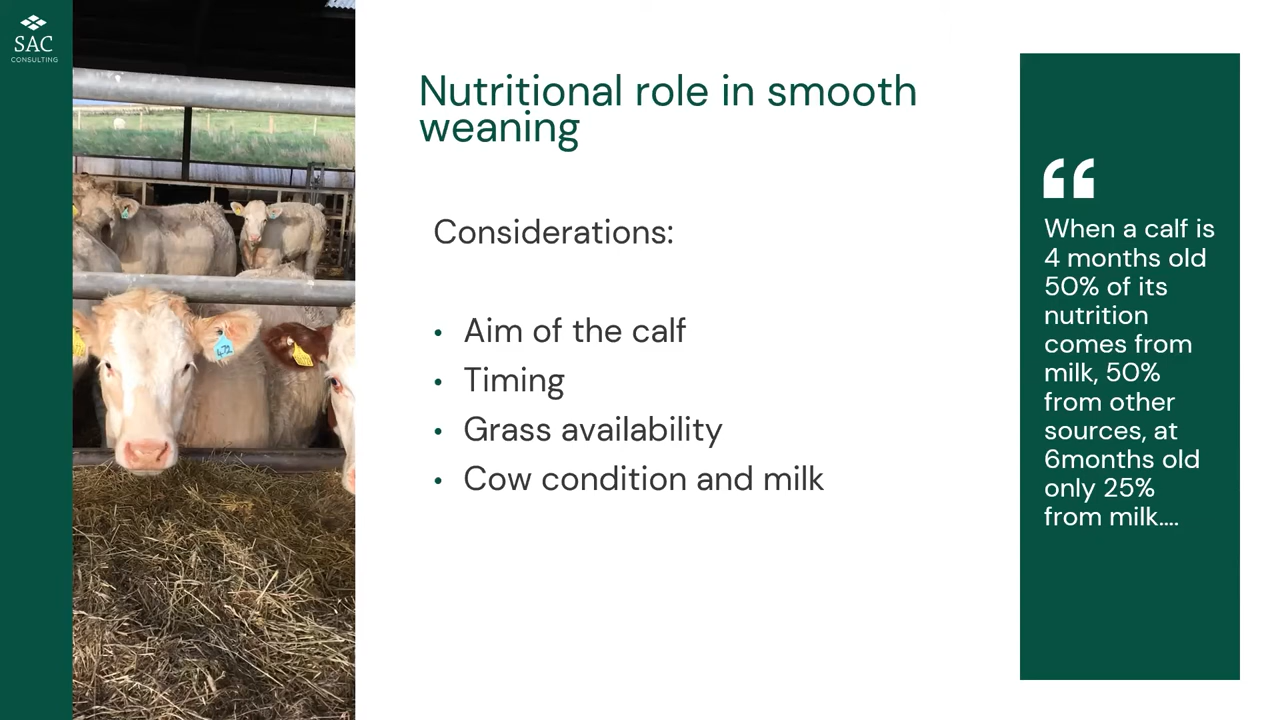 SAC
CONSULTING
Nutritional role in smooth
weaning
Considerations:
• Aim of the calf
• Timing
• Grass availability
• Cow condition and milk
“
When a calf is
4 months old
50% of its
nutrition
comes from
milk, 50%
from other
sources, at
6months old
only 25%
from milk....